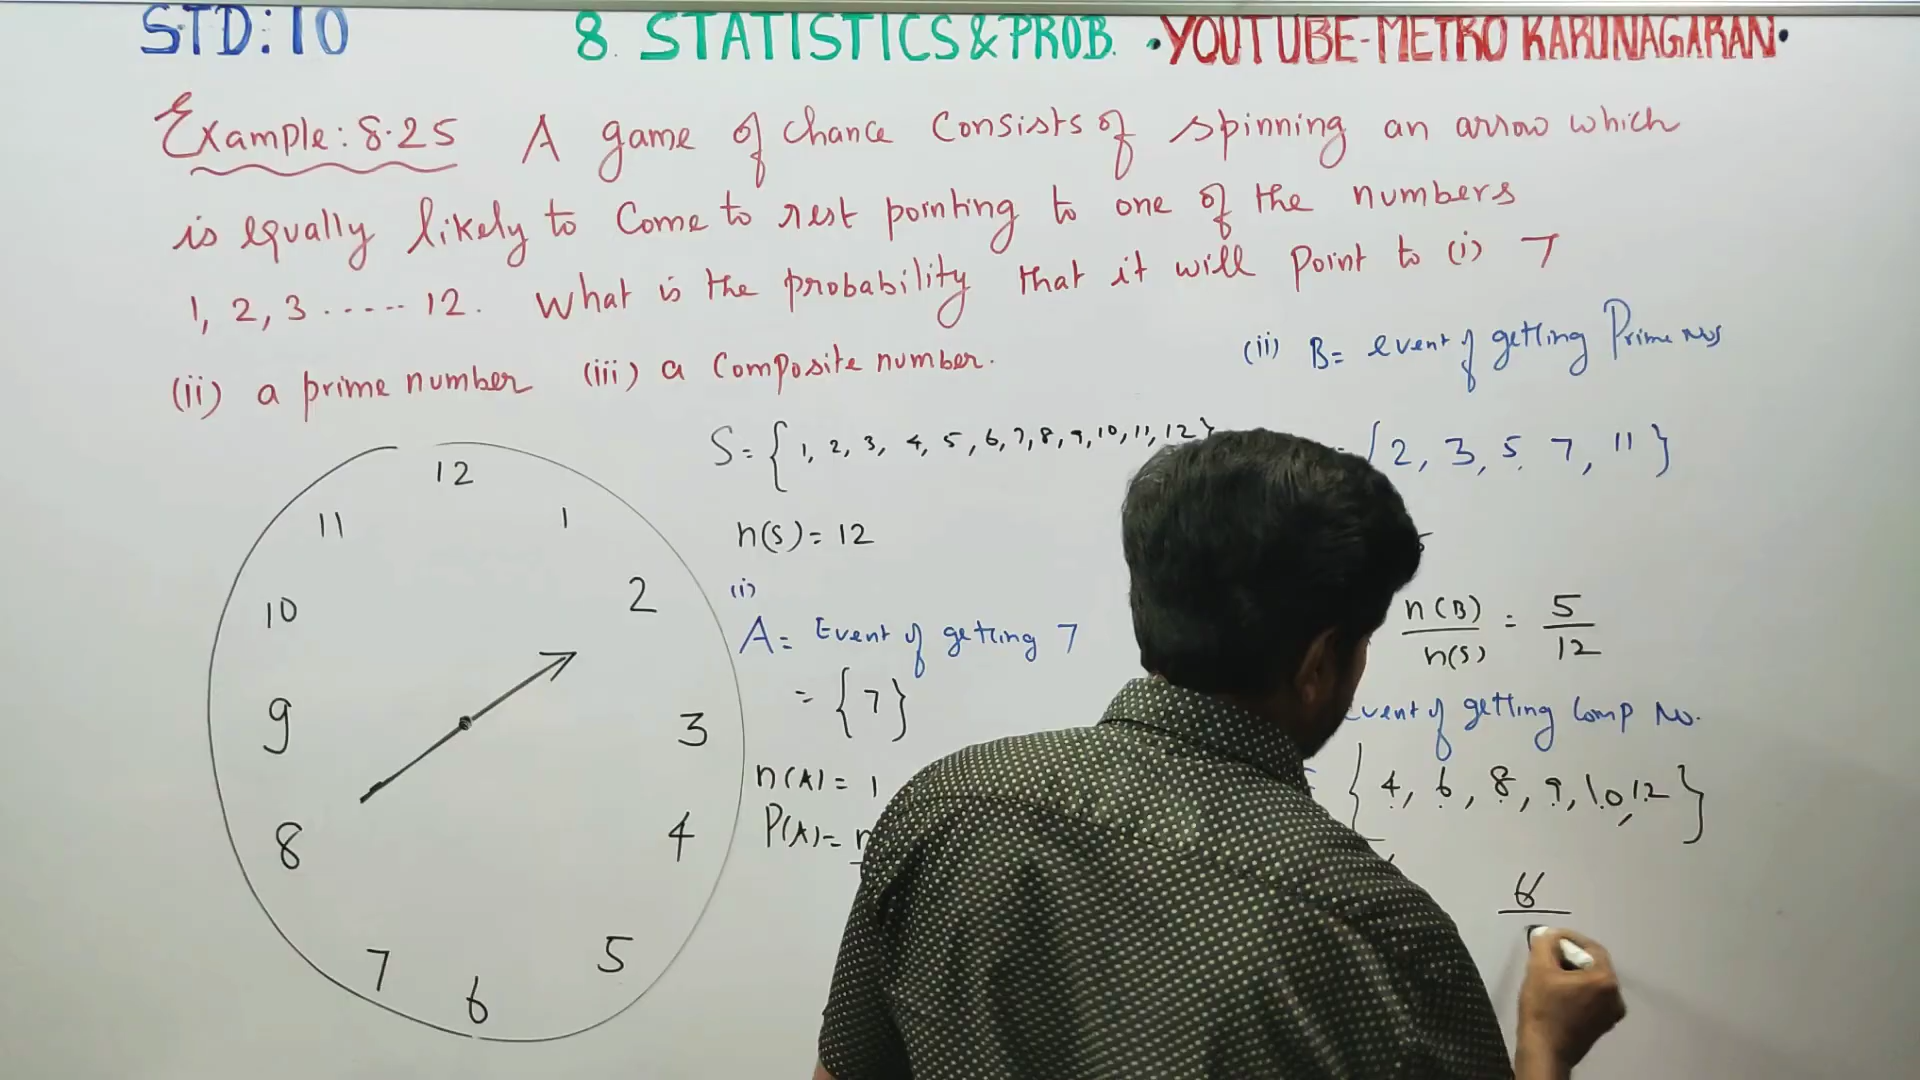 STD: 10 8. STATISTICS & PROB. •YOUTUBE-METRO KARUNAGARAN•
Example: 8.25 A game of chance consists of spinning an arrow which
is equally likely to come to rest pointing to one of the numbers
1, 2, 3 ..... 12. What is the probability that it will point to (i) 7
(ii) a prime number (iii) a composite number.
S = { 1, 2, 3, 4, 5, 6, 7, 8, 9, 10, 11, 12 }
n(S) = 12
(i)
A = Event of getting 7
= {7}
n(A) = 1
P(A) =
(ii) B = event of getting Prime Nos
{2, 3, 5, 7, 11}
n(B)/n(S) = 5/12
event of getting Comp No.
{4, 6, 8, 9, 10, 12}
6
12
11
1
10
2
9
3
8
4
7
6
5